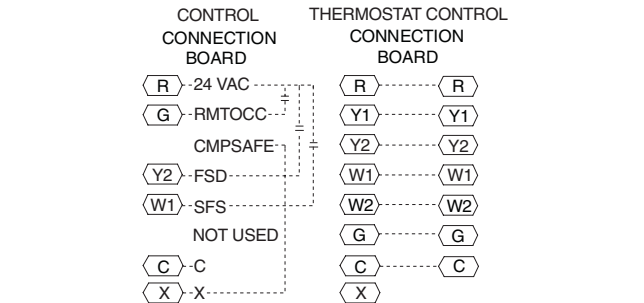 CONTROL
CONNECTION
BOARD
R 24 VAC
G RMTOCC
CMPSAFE
Y2 FSD
W1 SFS
NOT USED
C C
X X
THERMOSTAT CONTROL
CONNECTION
BOARD
R R
Y1 Y1
Y2 Y2
W1 W1
W2 W2
G G
C C
X